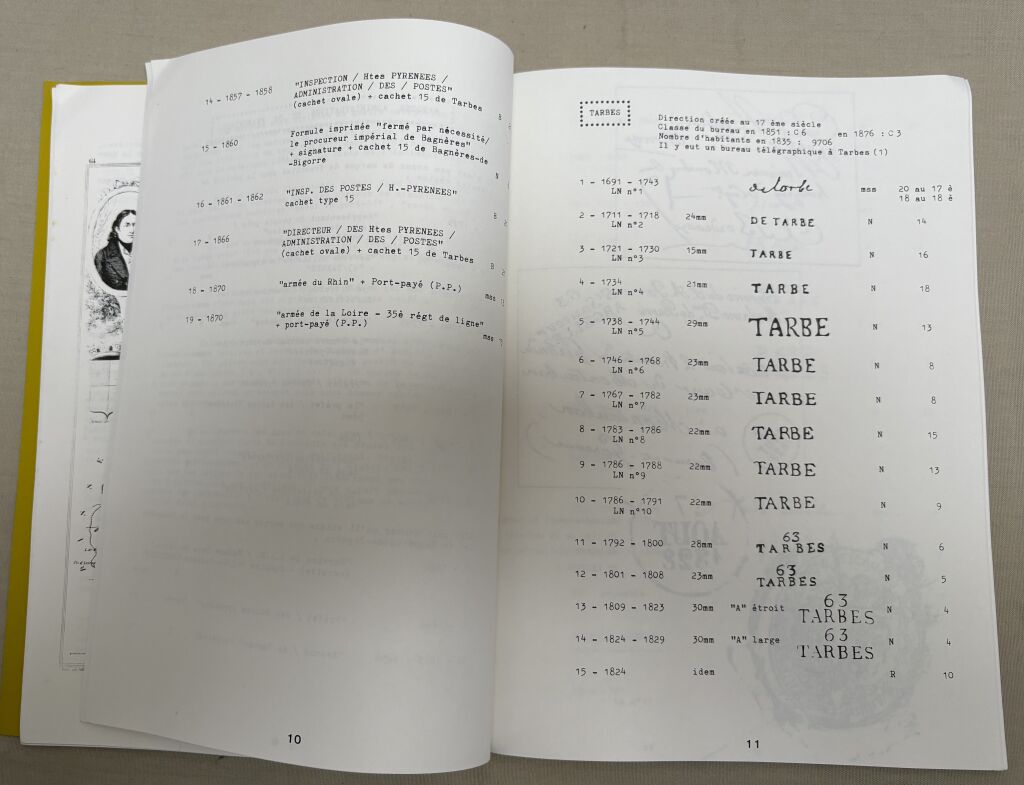 14 - 1857 - 1858 "INSPECTION / Htes PYRENEES /
ADMINISTRATION / DES / POSTES"
(cachet ovale) + cachet 15 de Tarbes B
15 - 1860 Formule imprimée "fermé par nécessité/
le procureur impérial de Bagnères"
+ signature + cachet 15 de Bagnères-de
-Bigorre N
16 - 1861 - 1862 "INSP. DES POSTES / H.-PYRENEES"
cachet type 15 B
17 - 1866 "DIRECTEUR / DES Htes PYRENEES /
ADMINISTRATION / DES / POSTES"
(cachet ovale) + cachet 15 de Tarbes B
18 - 1870 "armée du Rhin" + Port-payé (P.P.) mss
19 - 1870 "armée de la Loire - 35è régt de ligne"
+ port-payé (P.P.) mss
10
TARBES
Direction créée au 17 ème siècle
Classe du bureau en 1851 : C 6 en 1876 : C 3
Nombre d'habitants en 1835 : 9706
Il y eut un bureau télégraphique à Tarbes (1)
1 - 1691 - 1743 de tarbe mss 20 au 17 è
LN n°1 18 au 18 è
2 - 1711 - 1718 24mm DE TARBE N 14
LN n°2
3 - 1721 - 1730 15mm TARBE N 16
LN n°3
4 - 1734 21mm TARBE N 18
LN n°4
5 - 1738 - 1744 29mm TARBE N 13
LN n°5
6 - 1746 - 1768 23mm TARBE N 8
LN n°6
7 - 1767 - 1782 23mm TARBE N 8
LN n°7
8 - 1783 - 1786 22mm TARBE N 15
LN n°8
9 - 1786 - 1788 22mm TARBE N 13
LN n°9
10 - 1786 - 1791 22mm TARBE N 9
LN n°10
63
11 - 1792 - 1800 28mm TARBES N 6
63
12 - 1801 - 1808 23mm TARBES N 5
63
13 - 1809 - 1823 30mm "A" étroit TARBES N 4
63
14 - 1824 - 1829 30mm "A" large TARBES N 4
15 - 1824 idem R 10
11